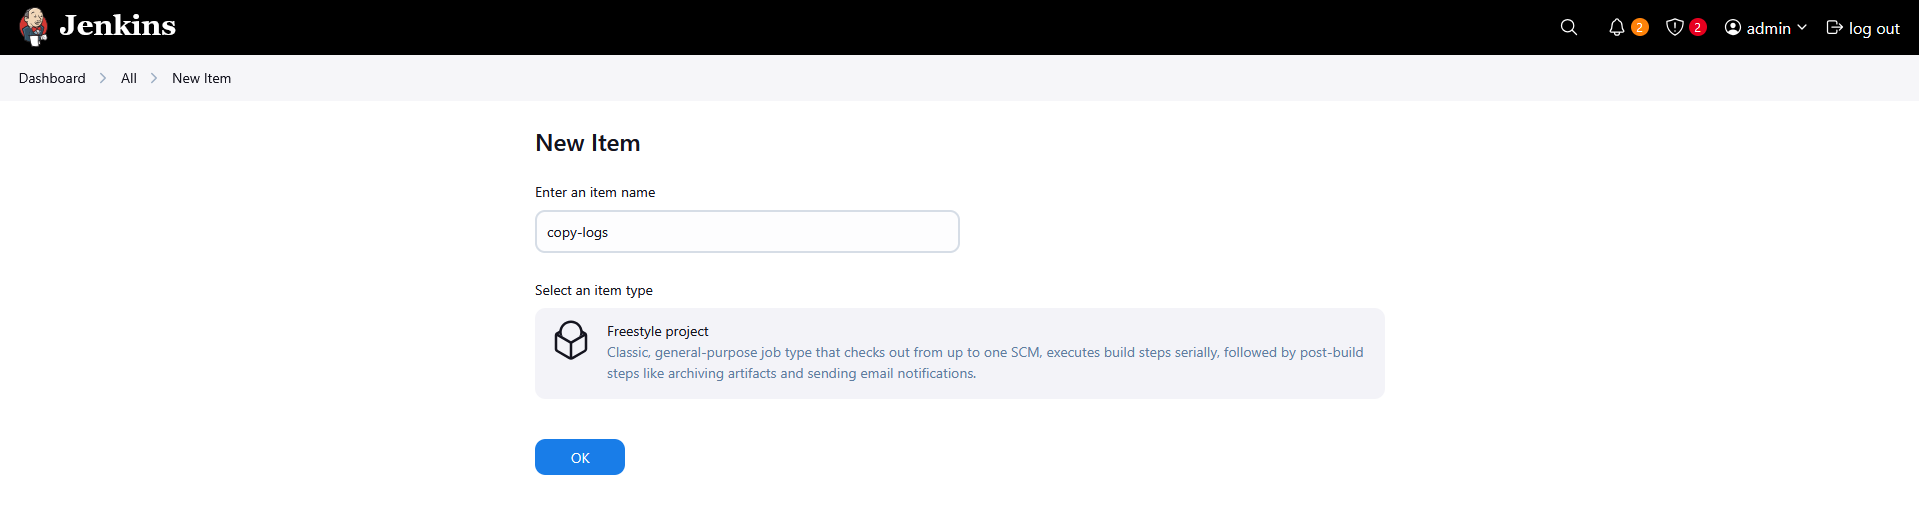 Jenkins
2
2
admin
log out
Dashboard
All
New Item
New Item
Enter an item name
copy-logs
Select an item type
Freestyle project
Classic, general-purpose job type that checks out from up to one SCM, executes build steps serially, followed by post-build
steps like archiving artifacts and sending email notifications.
OK